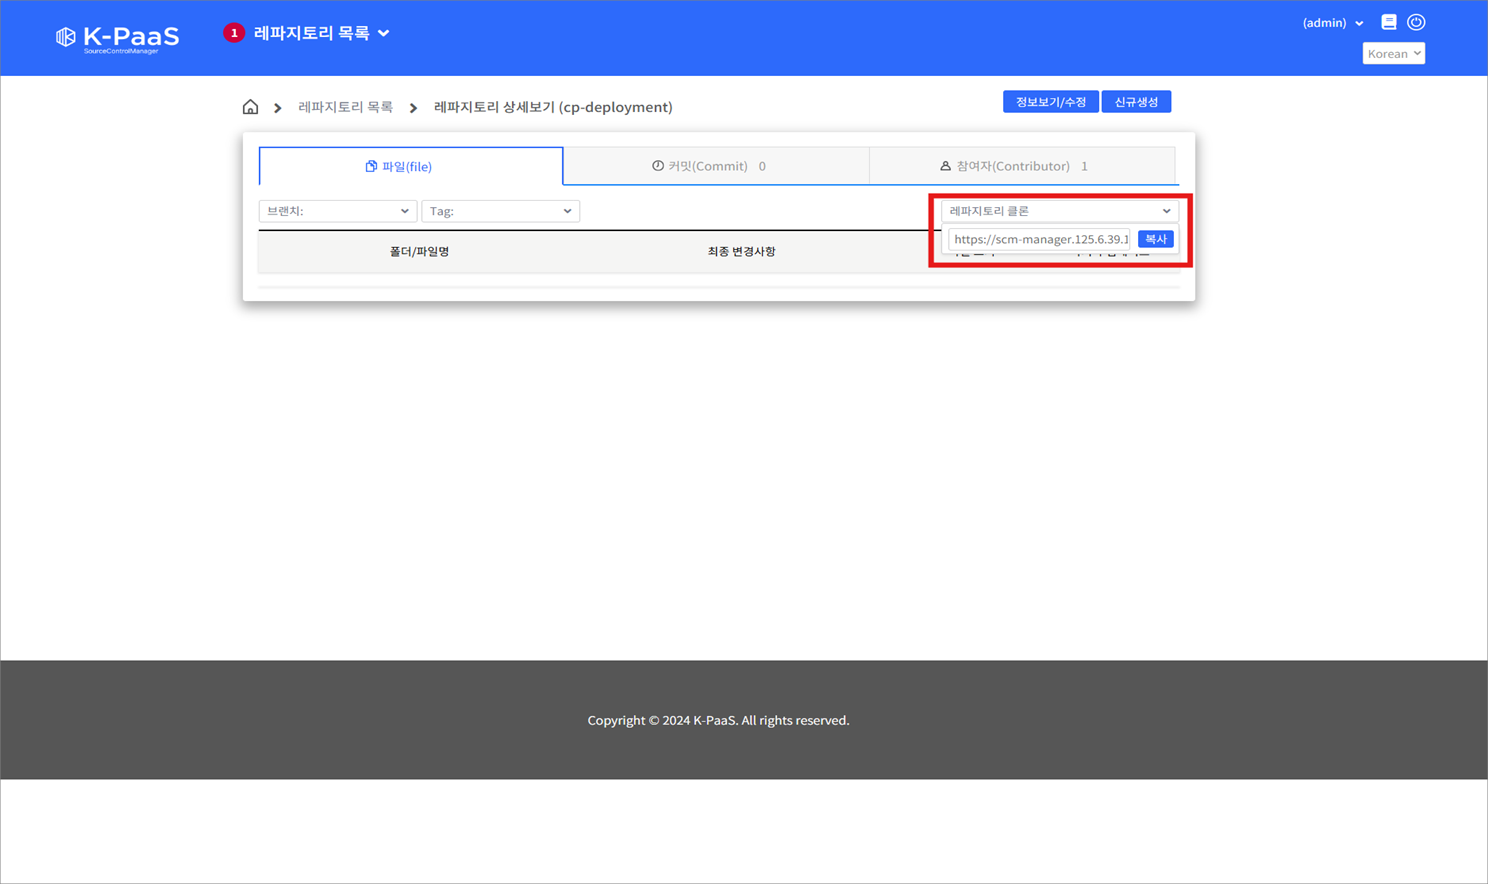 K-PaaS
SourceControlManager
1 레파지토리 목록
(admin)
Korean
레파지토리 목록 레파지토리 상세보기 (cp-deployment)
정보보기/수정 신규생성
파일(file) 커밋(Commit) 0 참여자(Contributor) 1
브랜치: Tag: 레파지토리 클론
https://scm-manager.125.6.39.1 복사
폴더/파일명 최종 변경사항
Copyright © 2024 K-PaaS. All rights reserved.